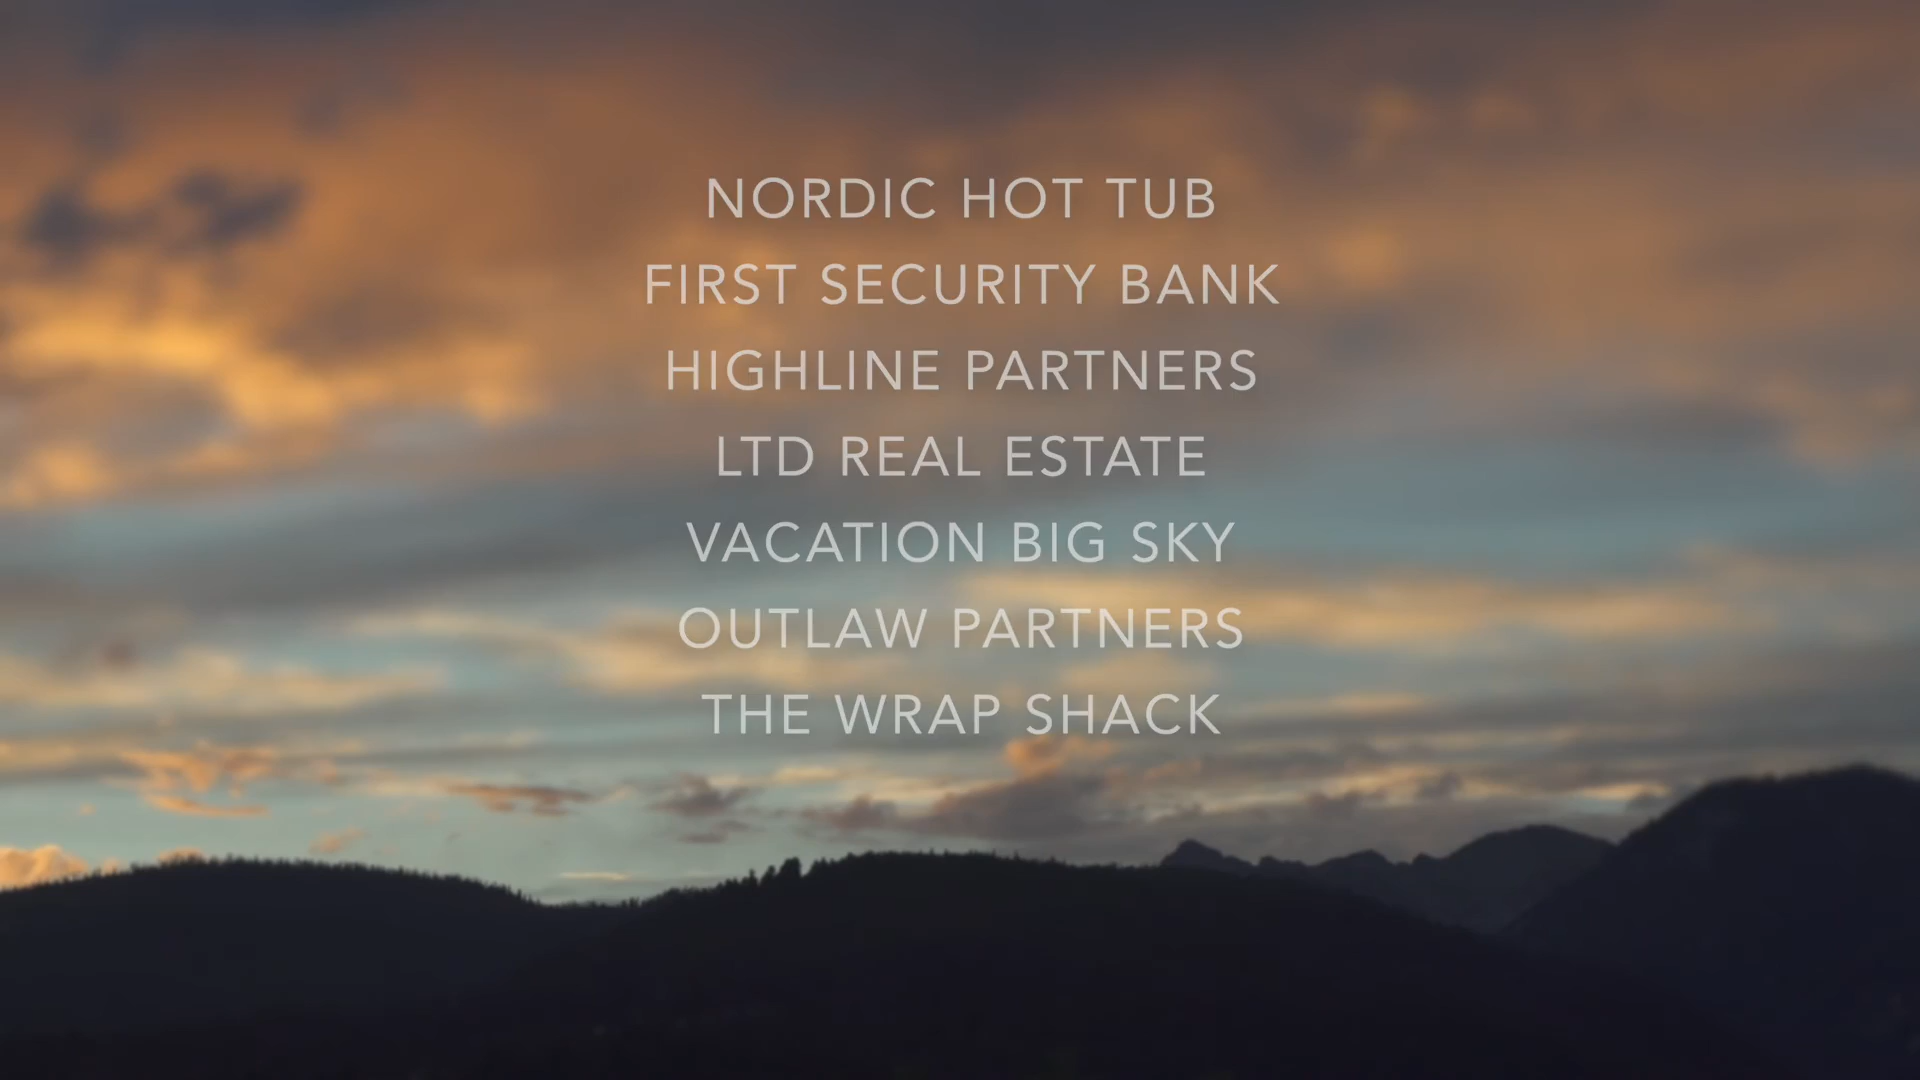 NORDIC HOT TUB
FIRST SECURITY BANK
HIGHLINE PARTNERS
LTD REAL ESTATE
VACATION BIG SKY
OUTLAW PARTNERS
THE WRAP SHACK